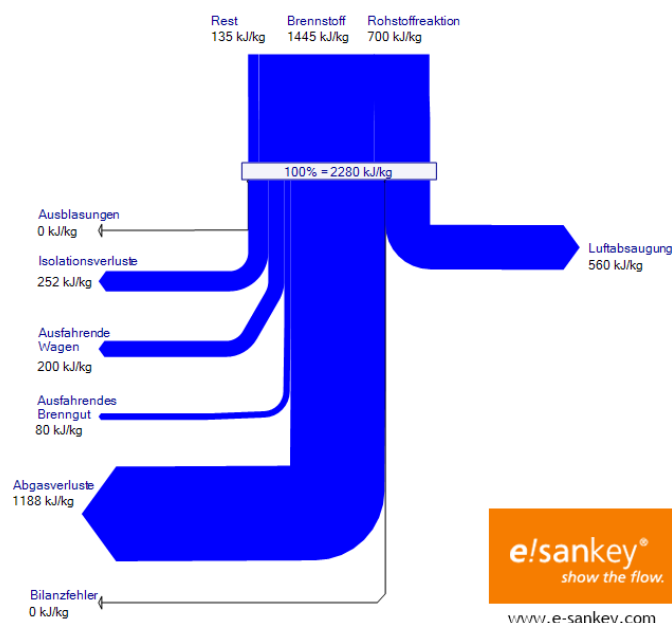 Rest Brennstoff Rohstoffreaktion
135 kJ/kg 1445 kJ/kg 700 kJ/kg
100% = 2280 kJ/kg
Ausblasungen
0 kJ/kg
Luftabsaugung
560 kJ/kg
Isolationsverluste
252 kJ/kg
Ausfahrende
Wagen
200 kJ/kg
Ausfahrendes
Brenngut
80 kJ/kg
Abgasverluste
1188 kJ/kg
Bilanzfehler
0 kJ/kg
e!sankey®
show the flow.
www.e-sankey.com